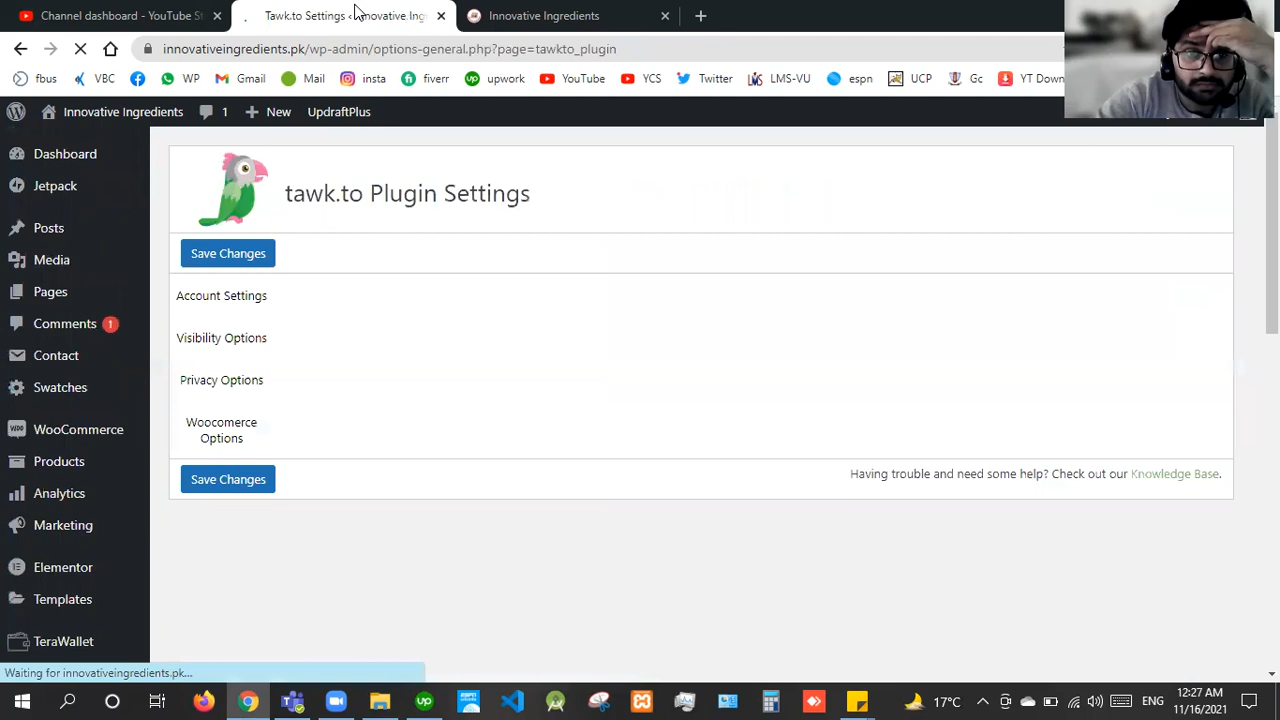 Channel dashboard - YouTube St
Tawk.to Settings ‹ Innovative Ing
Innovative Ingredients
innovativeingredients.pk/wp-admin/options-general.php?page=tawkto_plugin
fbus
VBC
WP
Gmail
Mail
insta
fiverr
upwork
YouTube
YCS
Twitter
LMS-VU
espn
UCP
Gc
YT Down
Innovative Ingredients
1
New
UpdraftPlus
Dashboard
Jetpack
Posts
Media
Pages
Comments 1
Contact
Swatches
WooCommerce
Products
Analytics
Marketing
Elementor
Templates
TeraWallet
tawk.to Plugin Settings
Save Changes
Account Settings
Visibility Options
Privacy Options
Woocomerce
Options
Save Changes
Having trouble and need some help? Check out our Knowledge Base.
Waiting for innovativeingredients.pk...
17°C
ENG
12:27 AM
11/16/2021